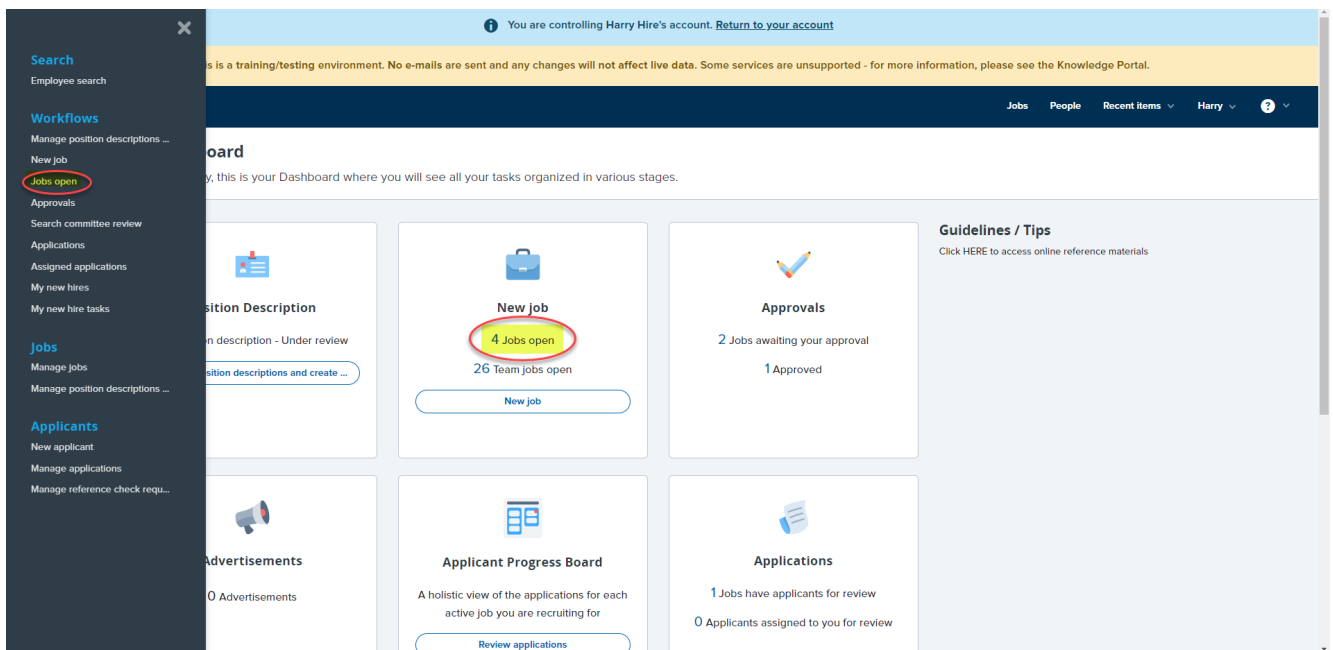 You are controlling Harry Hire's account. Return to your account
is is a training/testing environment. No e-mails are sent and any changes will not affect live data. Some services are unsupported - for more information, please see the Knowledge Portal.
Jobs People Recent items Harry ?
Search
Employee search
Workflows
Manage position descriptions ...
New job
Jobs open
Approvals
Search committee review
Applications
Assigned applications
My new hires
My new hire tasks
Jobs
Manage jobs
Manage position descriptions ...
Applicants
New applicant
Manage applications
Manage reference check requ...
oard
y, this is your Dashboard where you will see all your tasks organized in various stages.
sition Description
n description - Under review
sition descriptions and create ...
New job
4 Jobs open
26 Team jobs open
New job
Approvals
2 Jobs awaiting your approval
1 Approved
Guidelines / Tips
Click HERE to access online reference materials
Advertisements
0 Advertisements
Applicant Progress Board
A holistic view of the applications for each
active job you are recruiting for
Review applications
Applications
1 Jobs have applicants for review
0 Applicants assigned to you for review